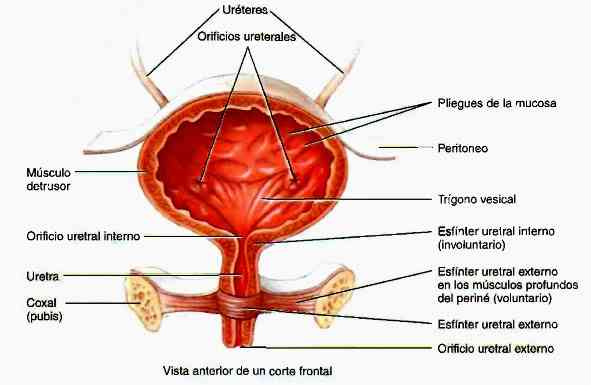 Uréteres
Orificios ureterales
Pliegues de la mucosa
Peritoneo
Músculo
detrusor
Trígono vesical
Orificio uretral interno
Esfínter uretral interno
(involuntario)
Uretra
Esfínter uretral externo
en los músculos profundos
del periné (voluntario)
Coxal
(pubis)
Esfínter uretral externo
Orificio uretral externo
Vista anterior de un corte frontal